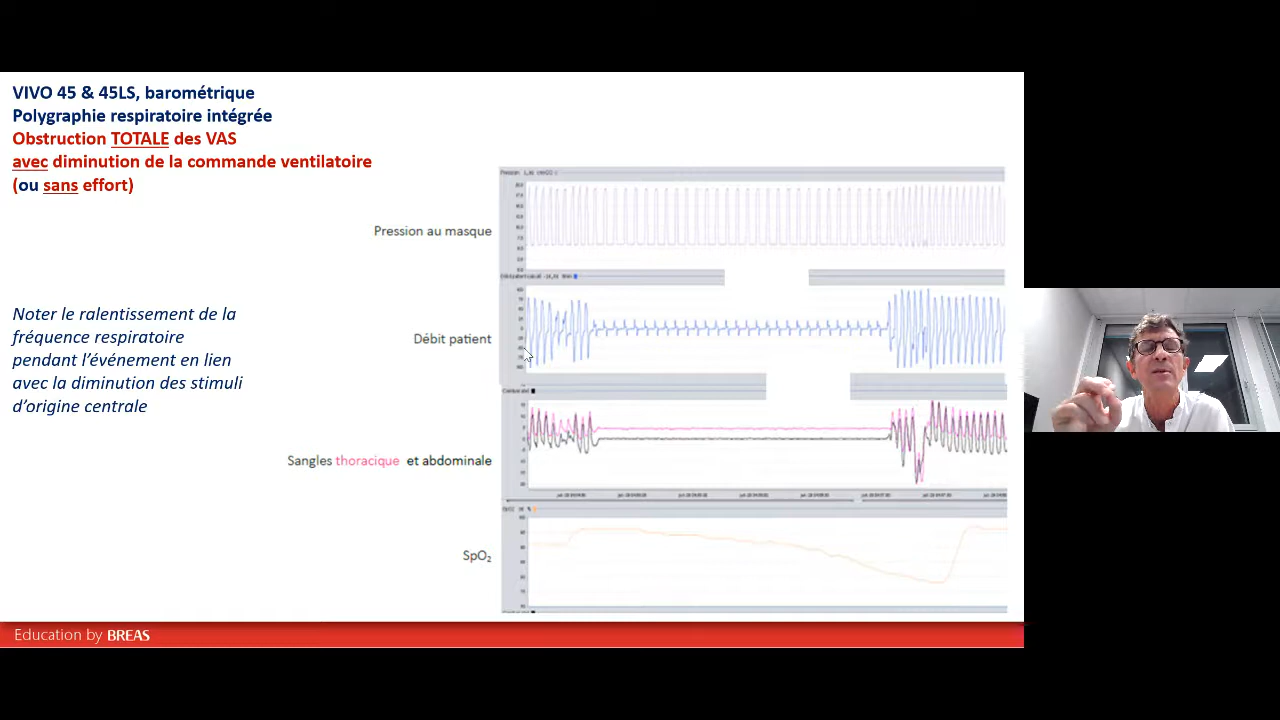 VIVO 45 & 45LS, barométrique
Polygraphie respiratoire intégrée
Obstruction TOTALE des VAS
avec diminution de la commande ventilatoire
(ou sans effort)
Pression au masque
Noter le ralentissement de la
fréquence respiratoire
pendant l’événement en lien
avec la diminution des stimuli
d’origine centrale
Débit patient
Sangles thoracique et abdominale
SpO₂
Education by BREAS